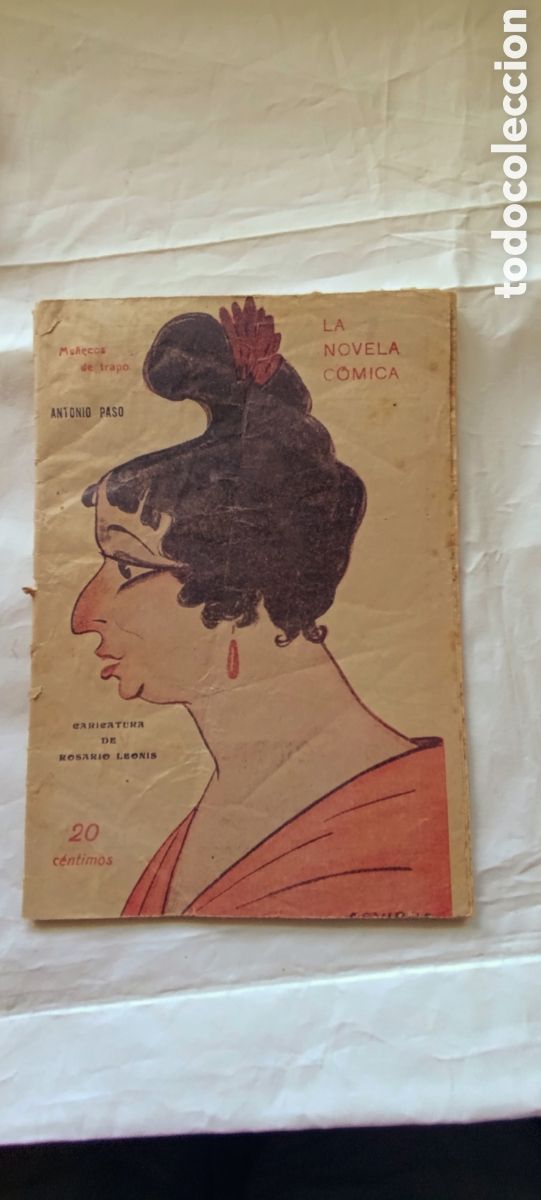 todocoleccion
LA
NOVELA
CÓMICA
Muñecos
de trapo
ANTONIO PASO
CARICATURA
DE
ROSARIO LEONIS
20
céntimos